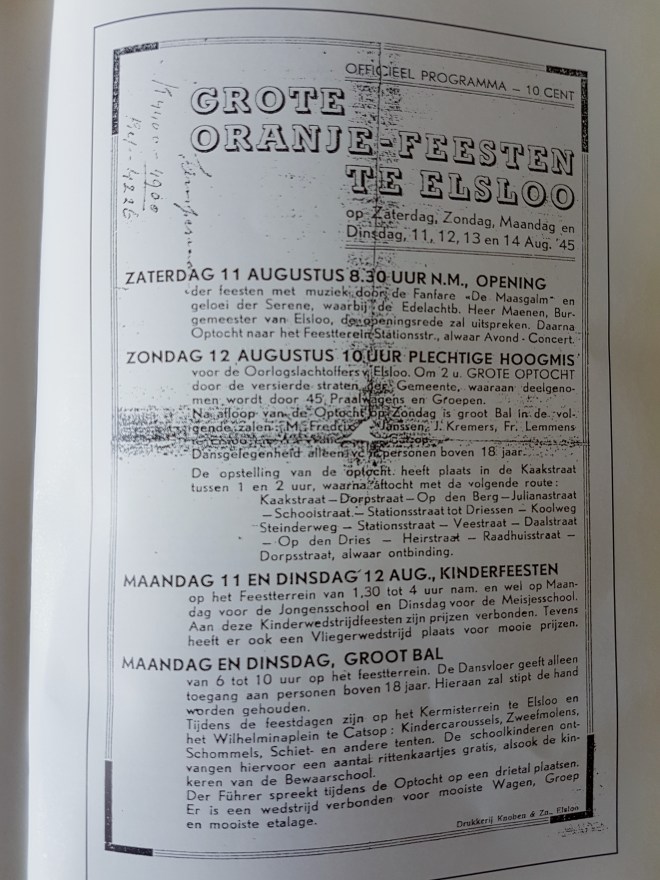 OFFICIEEL PROGRAMMA – 10 CENT
GROTE
ORANJE-FEESTEN
TE ELSLOO
op Zaterdag, Zondag, Maandag en
Dinsdag, 11, 12, 13 en 14 Aug. '45
ZATERDAG 11 AUGUSTUS 8.30 UUR N.M., OPENING
der feesten met muziek door de Fanfare „De Maasgalm" en
geloei der Serene, waarbij de Edelachtb. Heer Maenen, Bur-
gemeester van Elsloo, de openingsrede zal uitspreken. Daarna
Optocht naar het Feestterein Stationsstr., alwaar Avond-Concert.
ZONDAG 12 AUGUSTUS 10 UUR PLECHTIGE HOOGMIS
voor de Oorlogslachtoffers v. Elsloo. Om 2 u. GROTE OPTOCHT
door de versierde straten der Gemeente, waaraan deelgeno-
men wordt door 45 Praalwagens en Groepen.
Na afloop van de Optocht op Zondag is groot Bal in de vol-
gende zalen: M. Fredrix, Janssen, J. Kremers, Fr. Lemmens
Catsop.
Dansgelegenheid alleen voor personen boven 18 jaar.
De opstelling van de optocht heeft plaats in de Kaakstraat
tussen 1 en 2 uur, waarna aftocht met de volgende route:
Kaakstraat – Dorpstraat – Op den Berg – Julianastraat
– Schoolstraat – Stationsstraat tot Driessen – Koolweg
Steinderweg – Stationsstraat – Veestraat – Daalstraat
– Op den Dries – Heirstraat – Raadhuisstraat –
Dorpsstraat, alwaar ontbinding.
MAANDAG 11 EN DINSDAG 12 AUG., KINDERFEESTEN
op het Feestterrein van 1,30 tot 4 uur nam. en wel op Maan-
dag voor de Jongensschool en Dinsdag voor de Meisjesschool.
Aan deze Kinderwedstrijdfeesten zijn prijzen verbonden. Tevens
heeft er ook een Vliegerwedstrijd plaats voor mooie prijzen.
MAANDAG EN DINSDAG, GROOT BAL
van 6 tot 10 uur op het feestterrein. De Dansvloer geeft alleen
toegang aan personen boven 18 jaar. Hieraan zal stipt de hand
worden gehouden.
Tijdens de feestdagen zijn op het Kermisterrein te Elsloo en
het Wilhelminaplein te Catsop: Kindercaroussels, Zweefmolens,
Schommels, Schiet- en andere tenten. De schoolkinderen ont-
vangen hiervoor een aantal rittenkaartjes gratis, alsook de kin-
keren van de Bewaarschool.
Der Führer spreekt tijdens de Optocht op een drietal plaatsen.
Er is een wedstrijd verbonden voor mooiste Wagen, Groep
en mooiste etalage.
Drukkerij Knoben & Zn., Elsloo